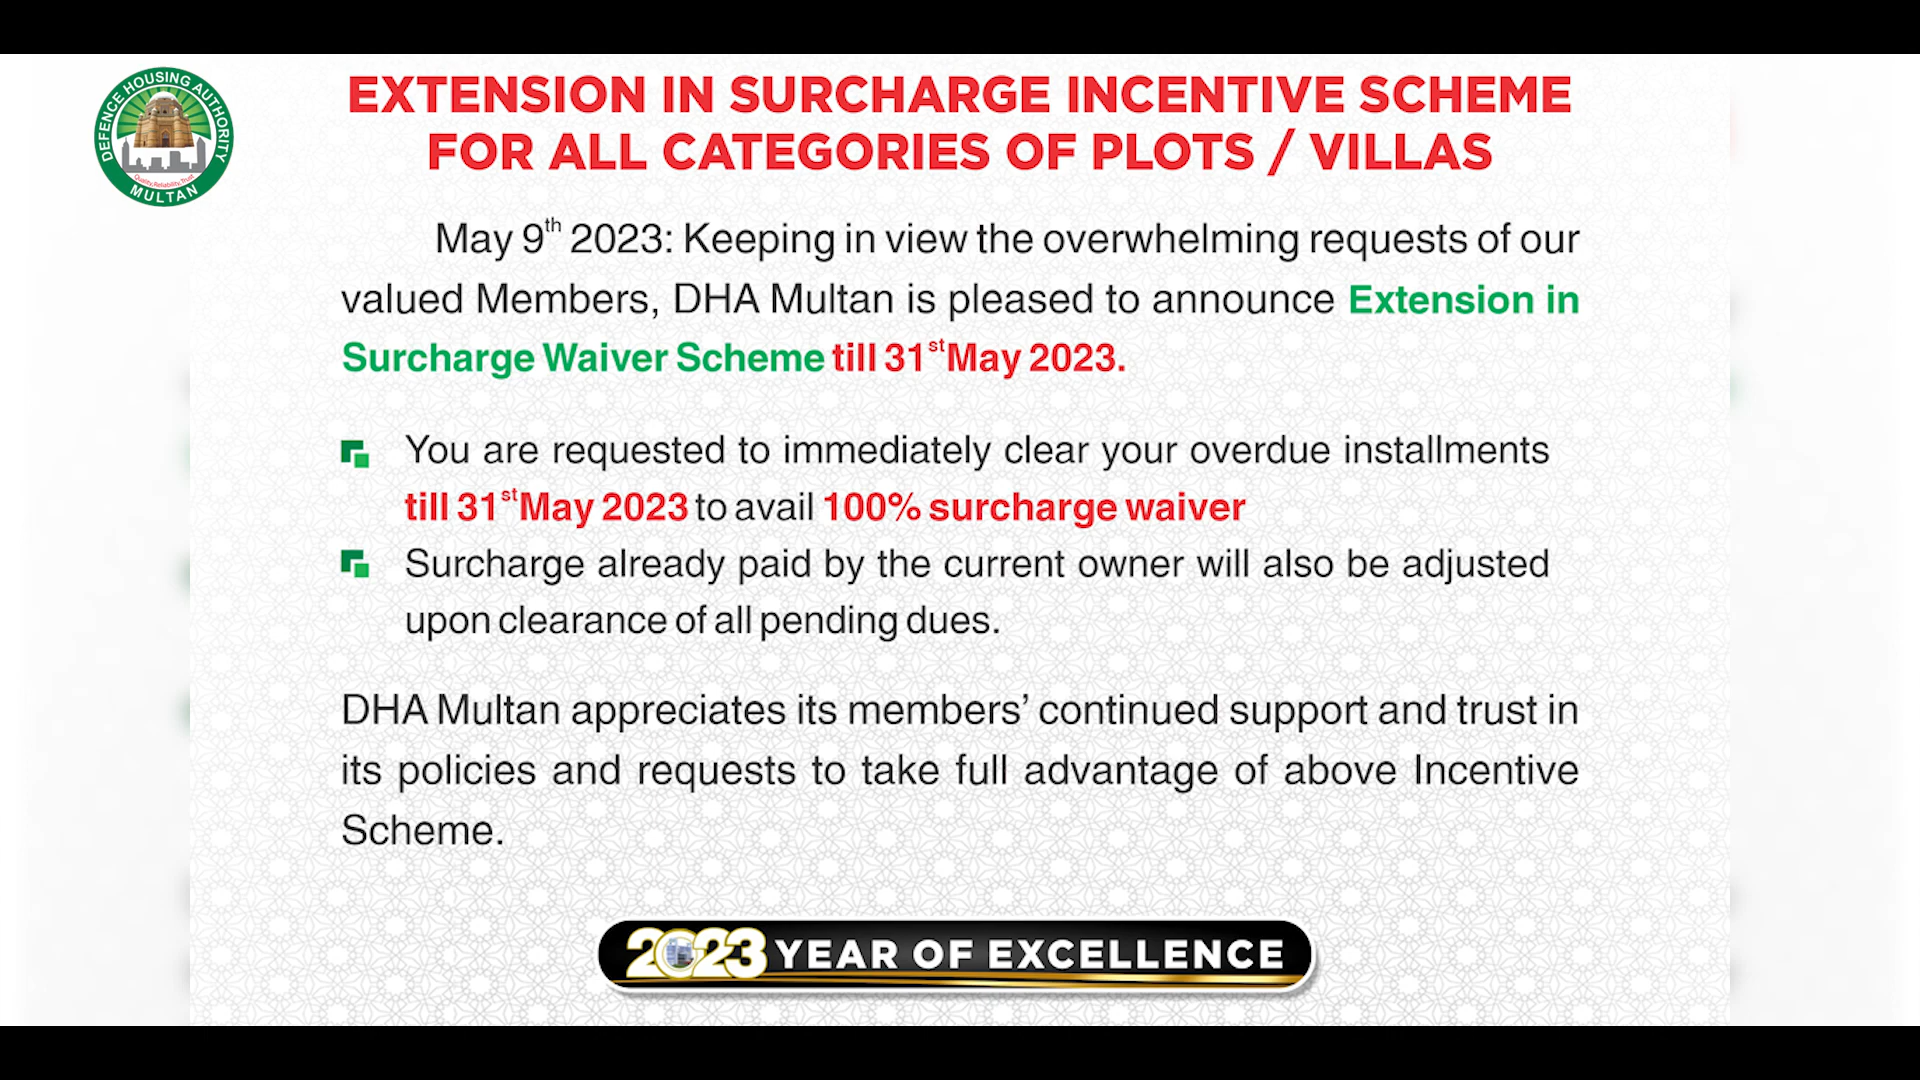 DEFENCE HOUSING AUTHORITY
Quality, Reliability, Trust
MULTAN
EXTENSION IN SURCHARGE INCENTIVE SCHEME
FOR ALL CATEGORIES OF PLOTS / VILLAS
May 9th 2023: Keeping in view the overwhelming requests of our
valued Members, DHA Multan is pleased to announce Extension in
Surcharge Waiver Scheme till 31st May 2023.
You are requested to immediately clear your overdue installments
till 31st May 2023 to avail 100% surcharge waiver
Surcharge already paid by the current owner will also be adjusted
upon clearance of all pending dues.
DHA Multan appreciates its members’ continued support and trust in
its policies and requests to take full advantage of above Incentive
Scheme.
2023 YEAR OF EXCELLENCE